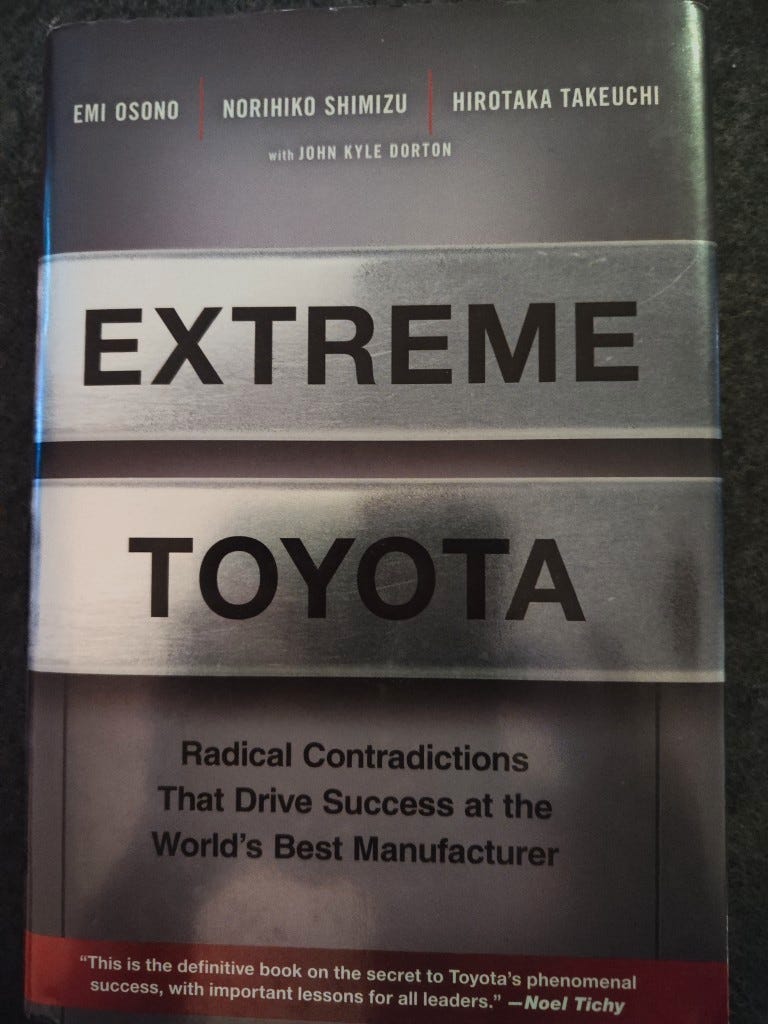 EMI OSONO | NORIHIKO SHIMIZU | HIROTAKA TAKEUCHI
with JOHN KYLE DORTON
EXTREME
TOYOTA
Radical Contradictions
That Drive Success at the
World's Best Manufacturer
"This is the definitive book on the secret to Toyota's phenomenal
success, with important lessons for all leaders." —Noel Tichy